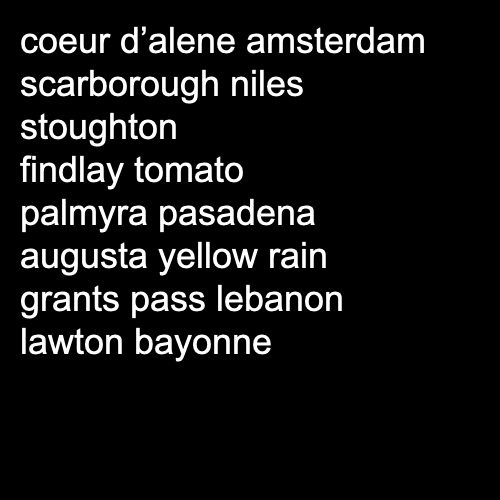 coeur d’alene amsterdam
scarborough niles
stoughton
findlay tomato
palmyra pasadena
augusta yellow rain
grants pass lebanon
lawton bayonne